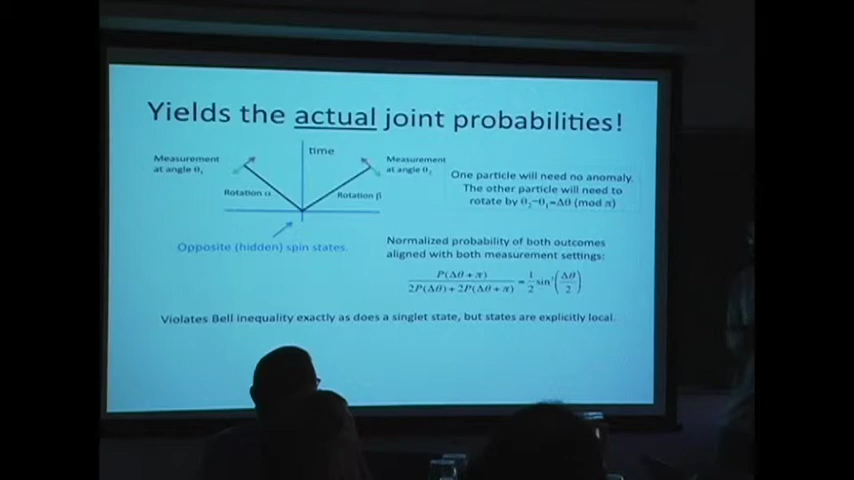 Yields the actual joint probabilities!
time
Measurement
at angle θ₁
Measurement
at angle θ₂
Rotation α
Rotation β
One particle will need no anomaly.
The other particle will need to
rotate by θ₂-θ₁=Δθ (mod π)
Opposite (hidden) spin states.
Normalized probability of both outcomes
aligned with both measurement settings:
P(Δθ + π) / 2P(Δθ) + 2P(Δθ + π) = 1/2 sin²(Δθ/2)
Violates Bell inequality exactly as does a singlet state, but states are explicitly local.